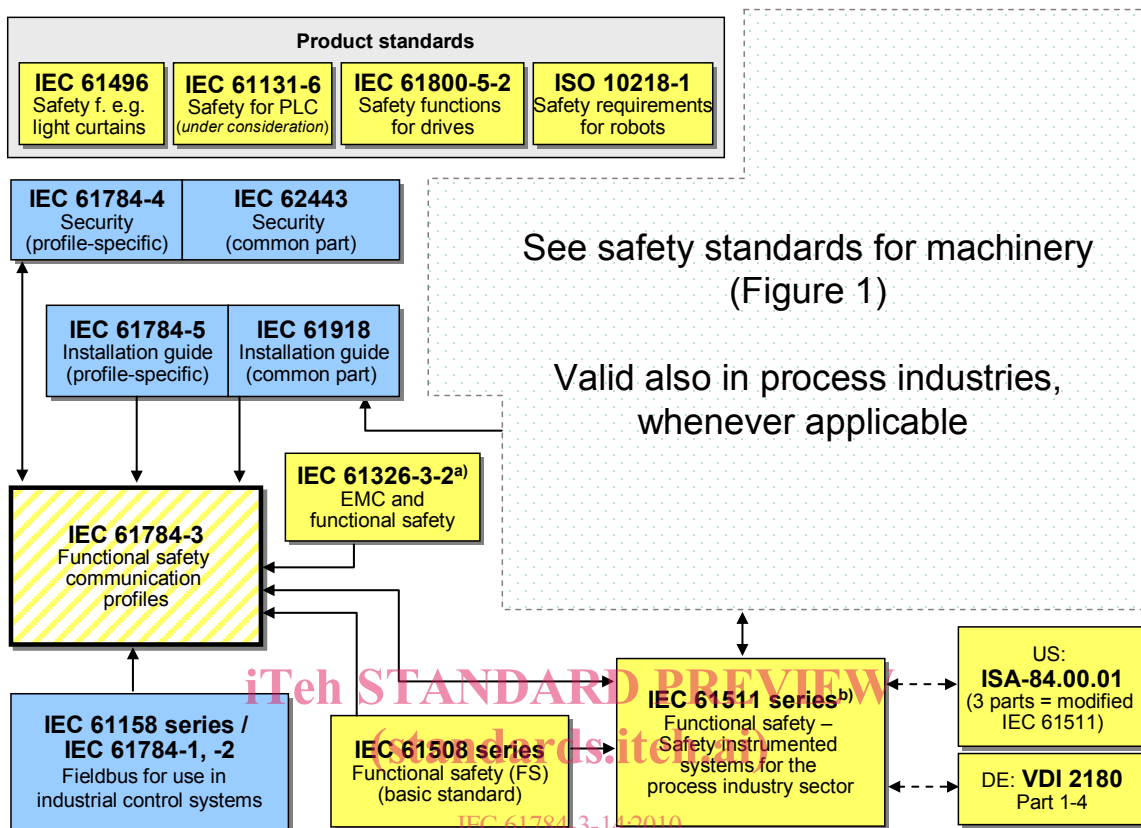 Product standards
IEC 61496
Safety f. e.g.
light curtains
IEC 61131-6
Safety for PLC
(under consideration)
IEC 61800-5-2
Safety functions
for drives
ISO 10218-1
Safety requirements
for robots
IEC 61784-4
Security
(profile-specific)
IEC 62443
Security
(common part)
See safety standards for machinery
(Figure 1)
Valid also in process industries,
whenever applicable
IEC 61784-5
Installation guide
(profile-specific)
IEC 61918
Installation guide
(common part)
IEC 61326-3-2a)
EMC and
functional safety
IEC 61784-3
Functional safety
communication
profiles
iTeh STANDARD PREVIEW
(standards.iteh.ai)
IEC 61784-3-14:2010
IEC 61158 series /
IEC 61784-1, -2
Fieldbus for use in
industrial control systems
IEC 61508 series
Functional safety (FS)
(basic standard)
IEC 61511 seriesb)
Functional safety –
Safety instrumented
systems for the
process industry sector
US:
ISA-84.00.01
(3 parts = modified
IEC 61511)
DE: VDI 2180
Part 1-4